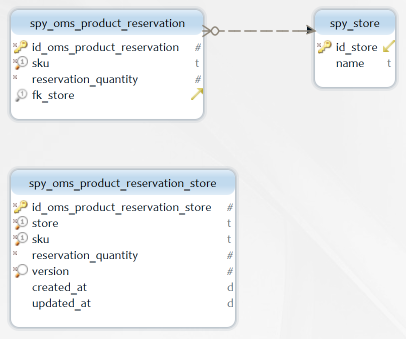 spy_oms_product_reservation
id_oms_product_reservation #
sku t
reservation_quantity #
fk_store
spy_store
id_store
name t
spy_oms_product_reservation_store
id_oms_product_reservation_store #
store t
sku t
reservation_quantity #
version #
created_at d
updated_at d